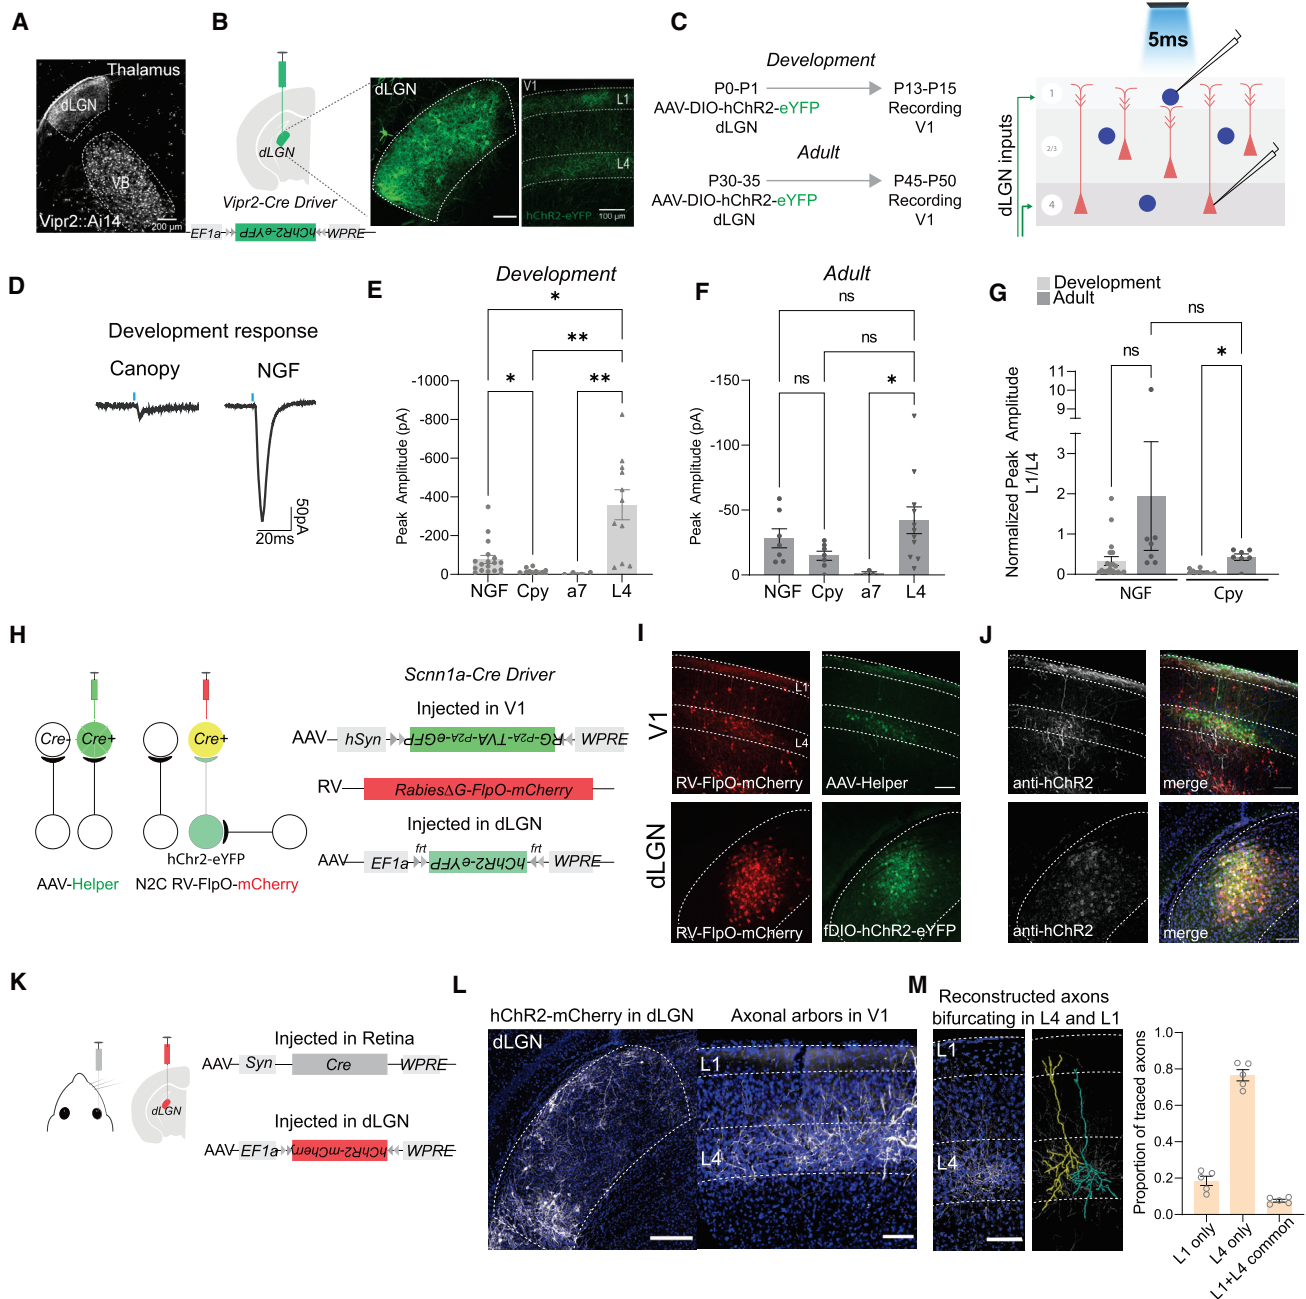 A
Thalamus
dLGN
VB
Vipr2::Ai14
200 µm
B
dLGN
Vipr2-Cre Driver
EF1a
hChR2-eYFP
WPRE
dLGN
V1
L1
L4
hChR2-eYFP
100 µm
C
Development
P0-P1
P13-P15
AAV-DIO-hChR2-eYFP
Recording
dLGN
V1
Adult
P30-35
P45-P50
AAV-DIO-hChR2-eYFP
Recording
dLGN
V1
5ms
dLGN inputs
1
2/3
4
D
Development response
Canopy
NGF
50pA
20ms
E
Development
*
**
*
**
Peak Amplitude (pA)
-1000
-800
-600
-400
-200
0
NGF Cpy a7 L4
F
Adult
ns
ns
ns
*
Peak Amplitude (pA)
-150
-100
-50
0
NGF Cpy a7 L4
G
Development
Adult
ns
ns
*
Normalized Peak Amplitude
L1/L4
11
10
9
3
2
1
0
NGF
Cpy
H
Cre-
Cre+
Cre+
hChr2-eYFP
AAV-Helper
N2C RV-FlpO-mCherry
Scnn1a-Cre Driver
Injected in V1
AAV
hSyn
RG-P2A-TVA-P2A-eGFP
WPRE
RV
RabiesΔG-FlpO-mCherry
Injected in dLGN
AAV
EF1a
frt
hChR2-eYFP
frt
WPRE
I
V1
L1
L4
RV-FlpO-mCherry
AAV-Helper
dLGN
RV-FlpO-mCherry
fDIO-hChR2-eYFP
J
anti-hChR2
merge
anti-hChR2
merge
K
dLGN
Injected in Retina
AAV
Syn
Cre
WPRE
Injected in dLGN
AAV
EF1a
hChR2-mCherry
WPRE
L
hChR2-mCherry in dLGN
Axonal arbors in V1
dLGN
L1
L4
M
Reconstructed axons
bifurcating in L4 and L1
L1
L4
Proportion of traced axons
1.0
0.8
0.6
0.4
0.2
0.0
L1 only
L4 only
L1+L4 common